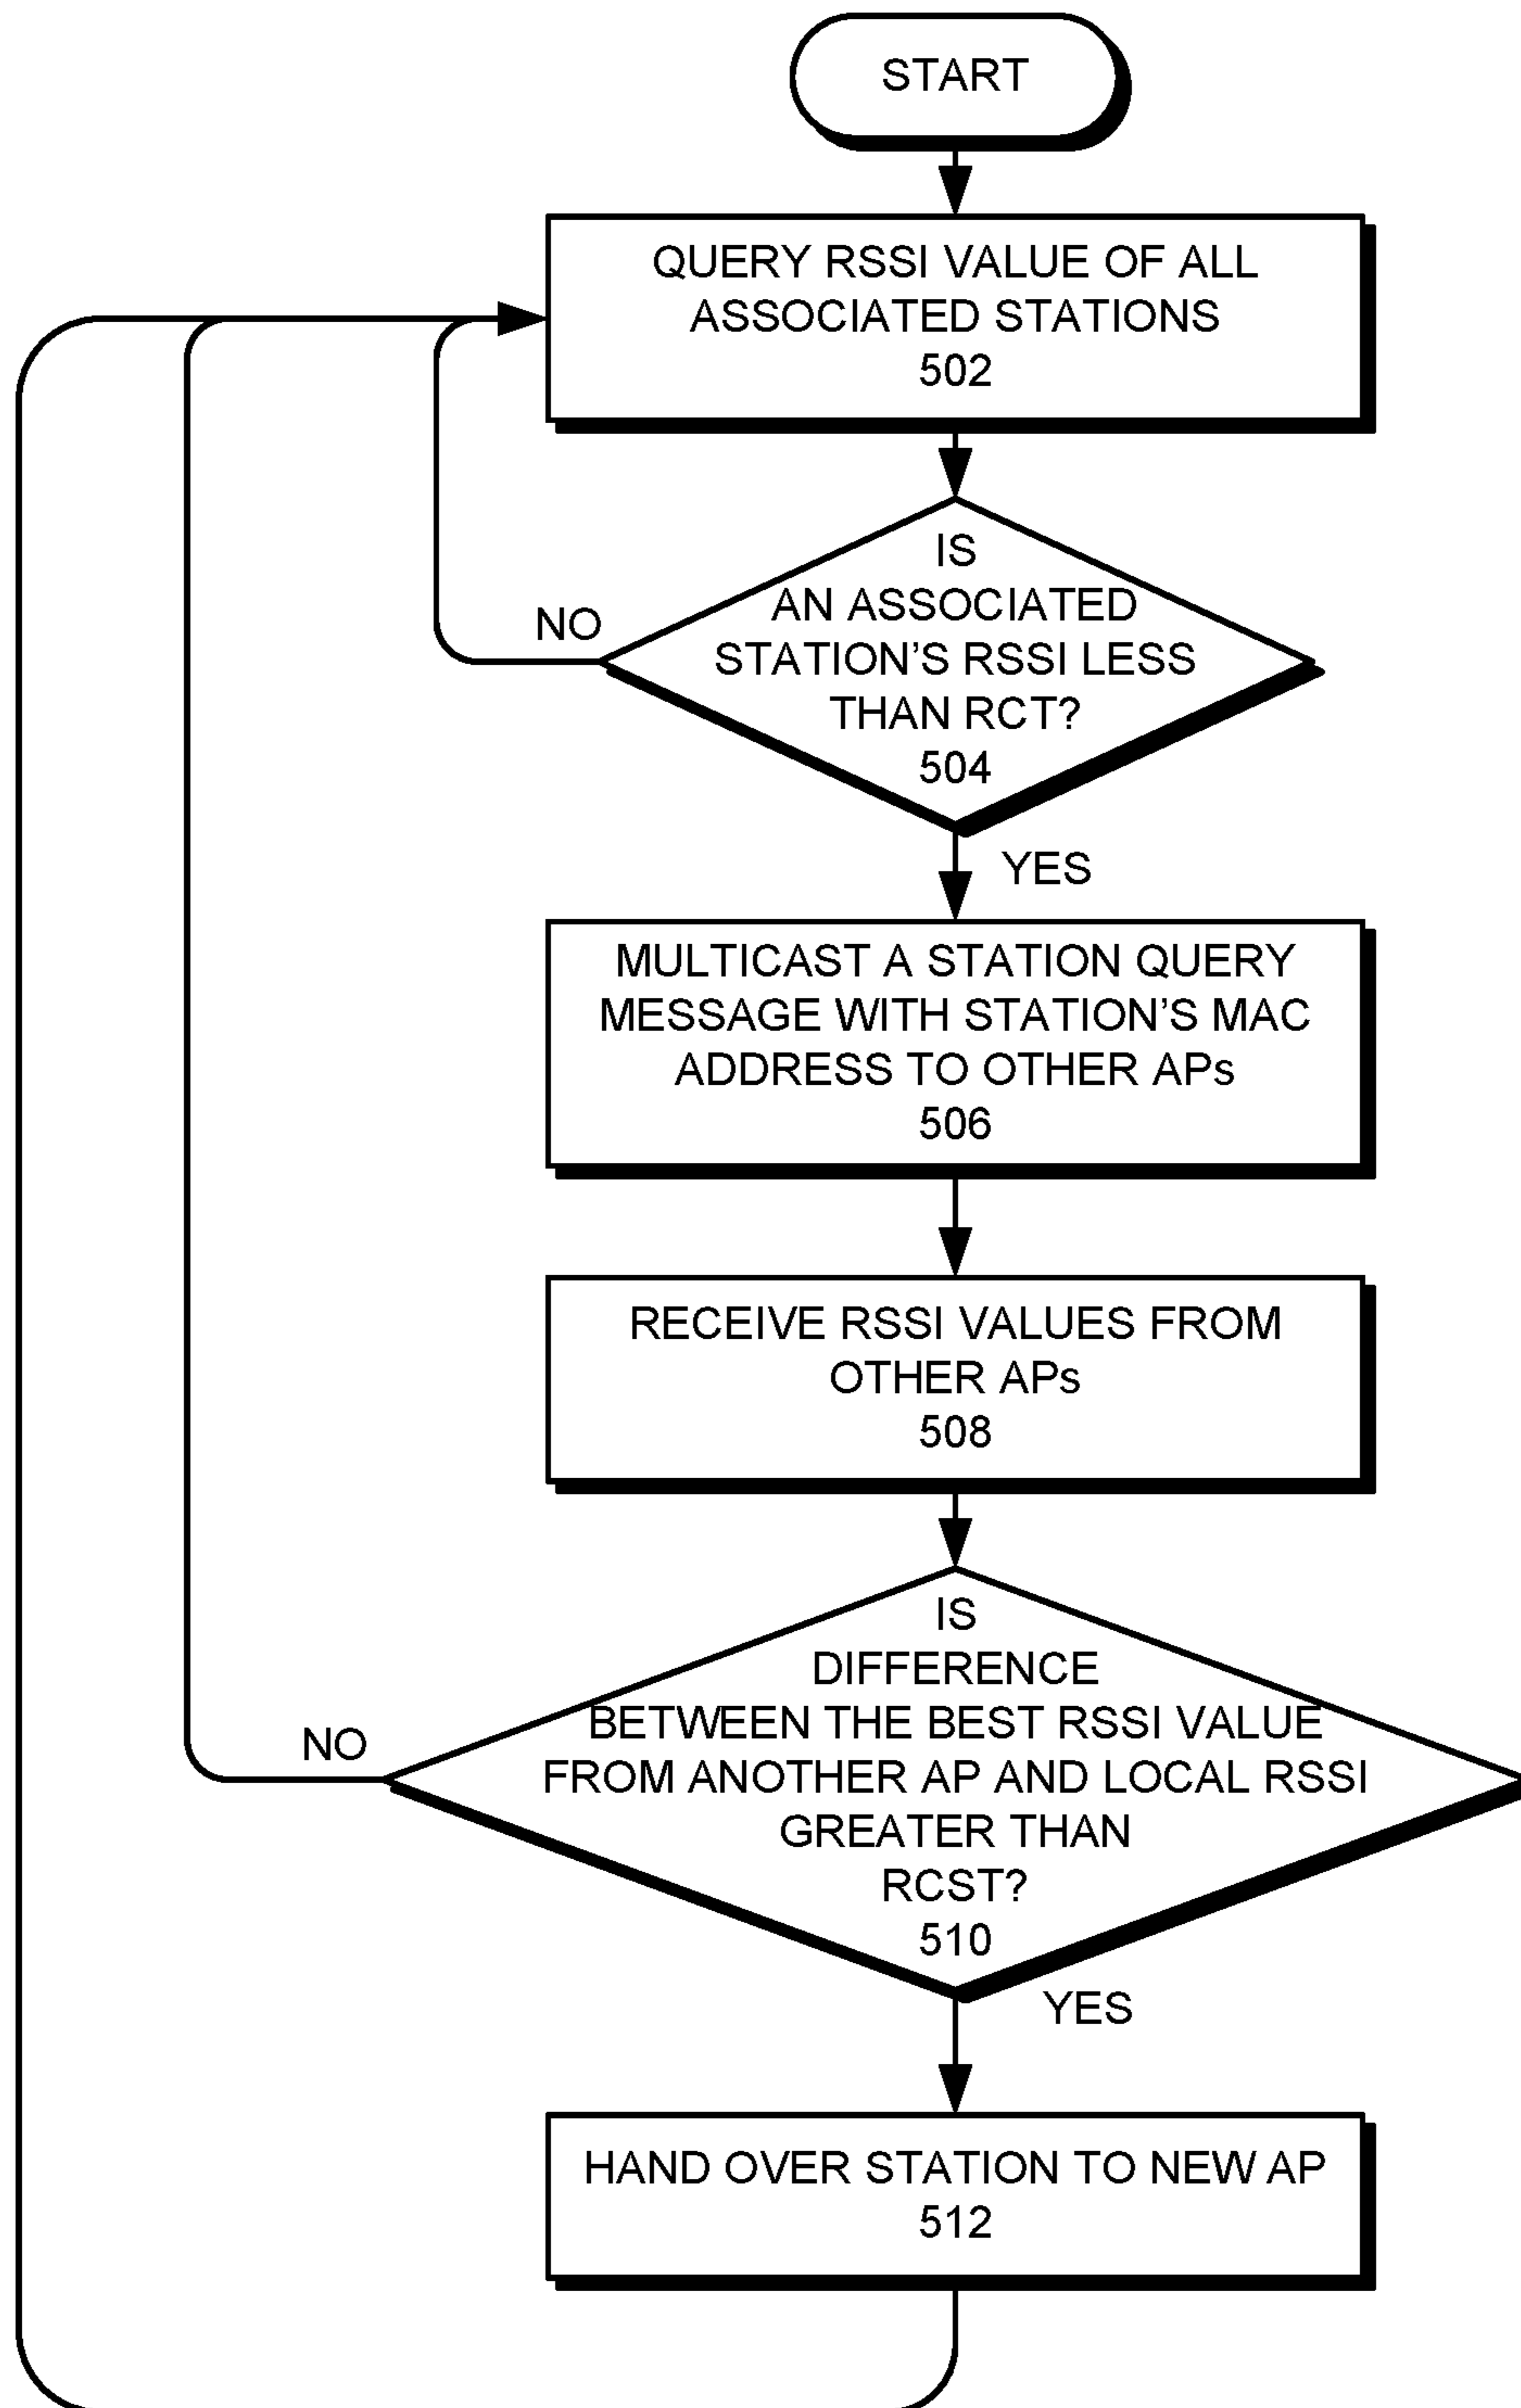 START
QUERY RSSI VALUE OF ALL
ASSOCIATED STATIONS
502
IS
AN ASSOCIATED
STATION'S RSSI LESS
THAN RCT?
504
NO
YES
MULTICAST A STATION QUERY
MESSAGE WITH STATION'S MAC
ADDRESS TO OTHER APs
506
RECEIVE RSSI VALUES FROM
OTHER APs
508
IS
DIFFERENCE
BETWEEN THE BEST RSSI VALUE
FROM ANOTHER AP AND LOCAL RSSI
GREATER THAN
RCST?
510
NO
YES
HAND OVER STATION TO NEW AP
512